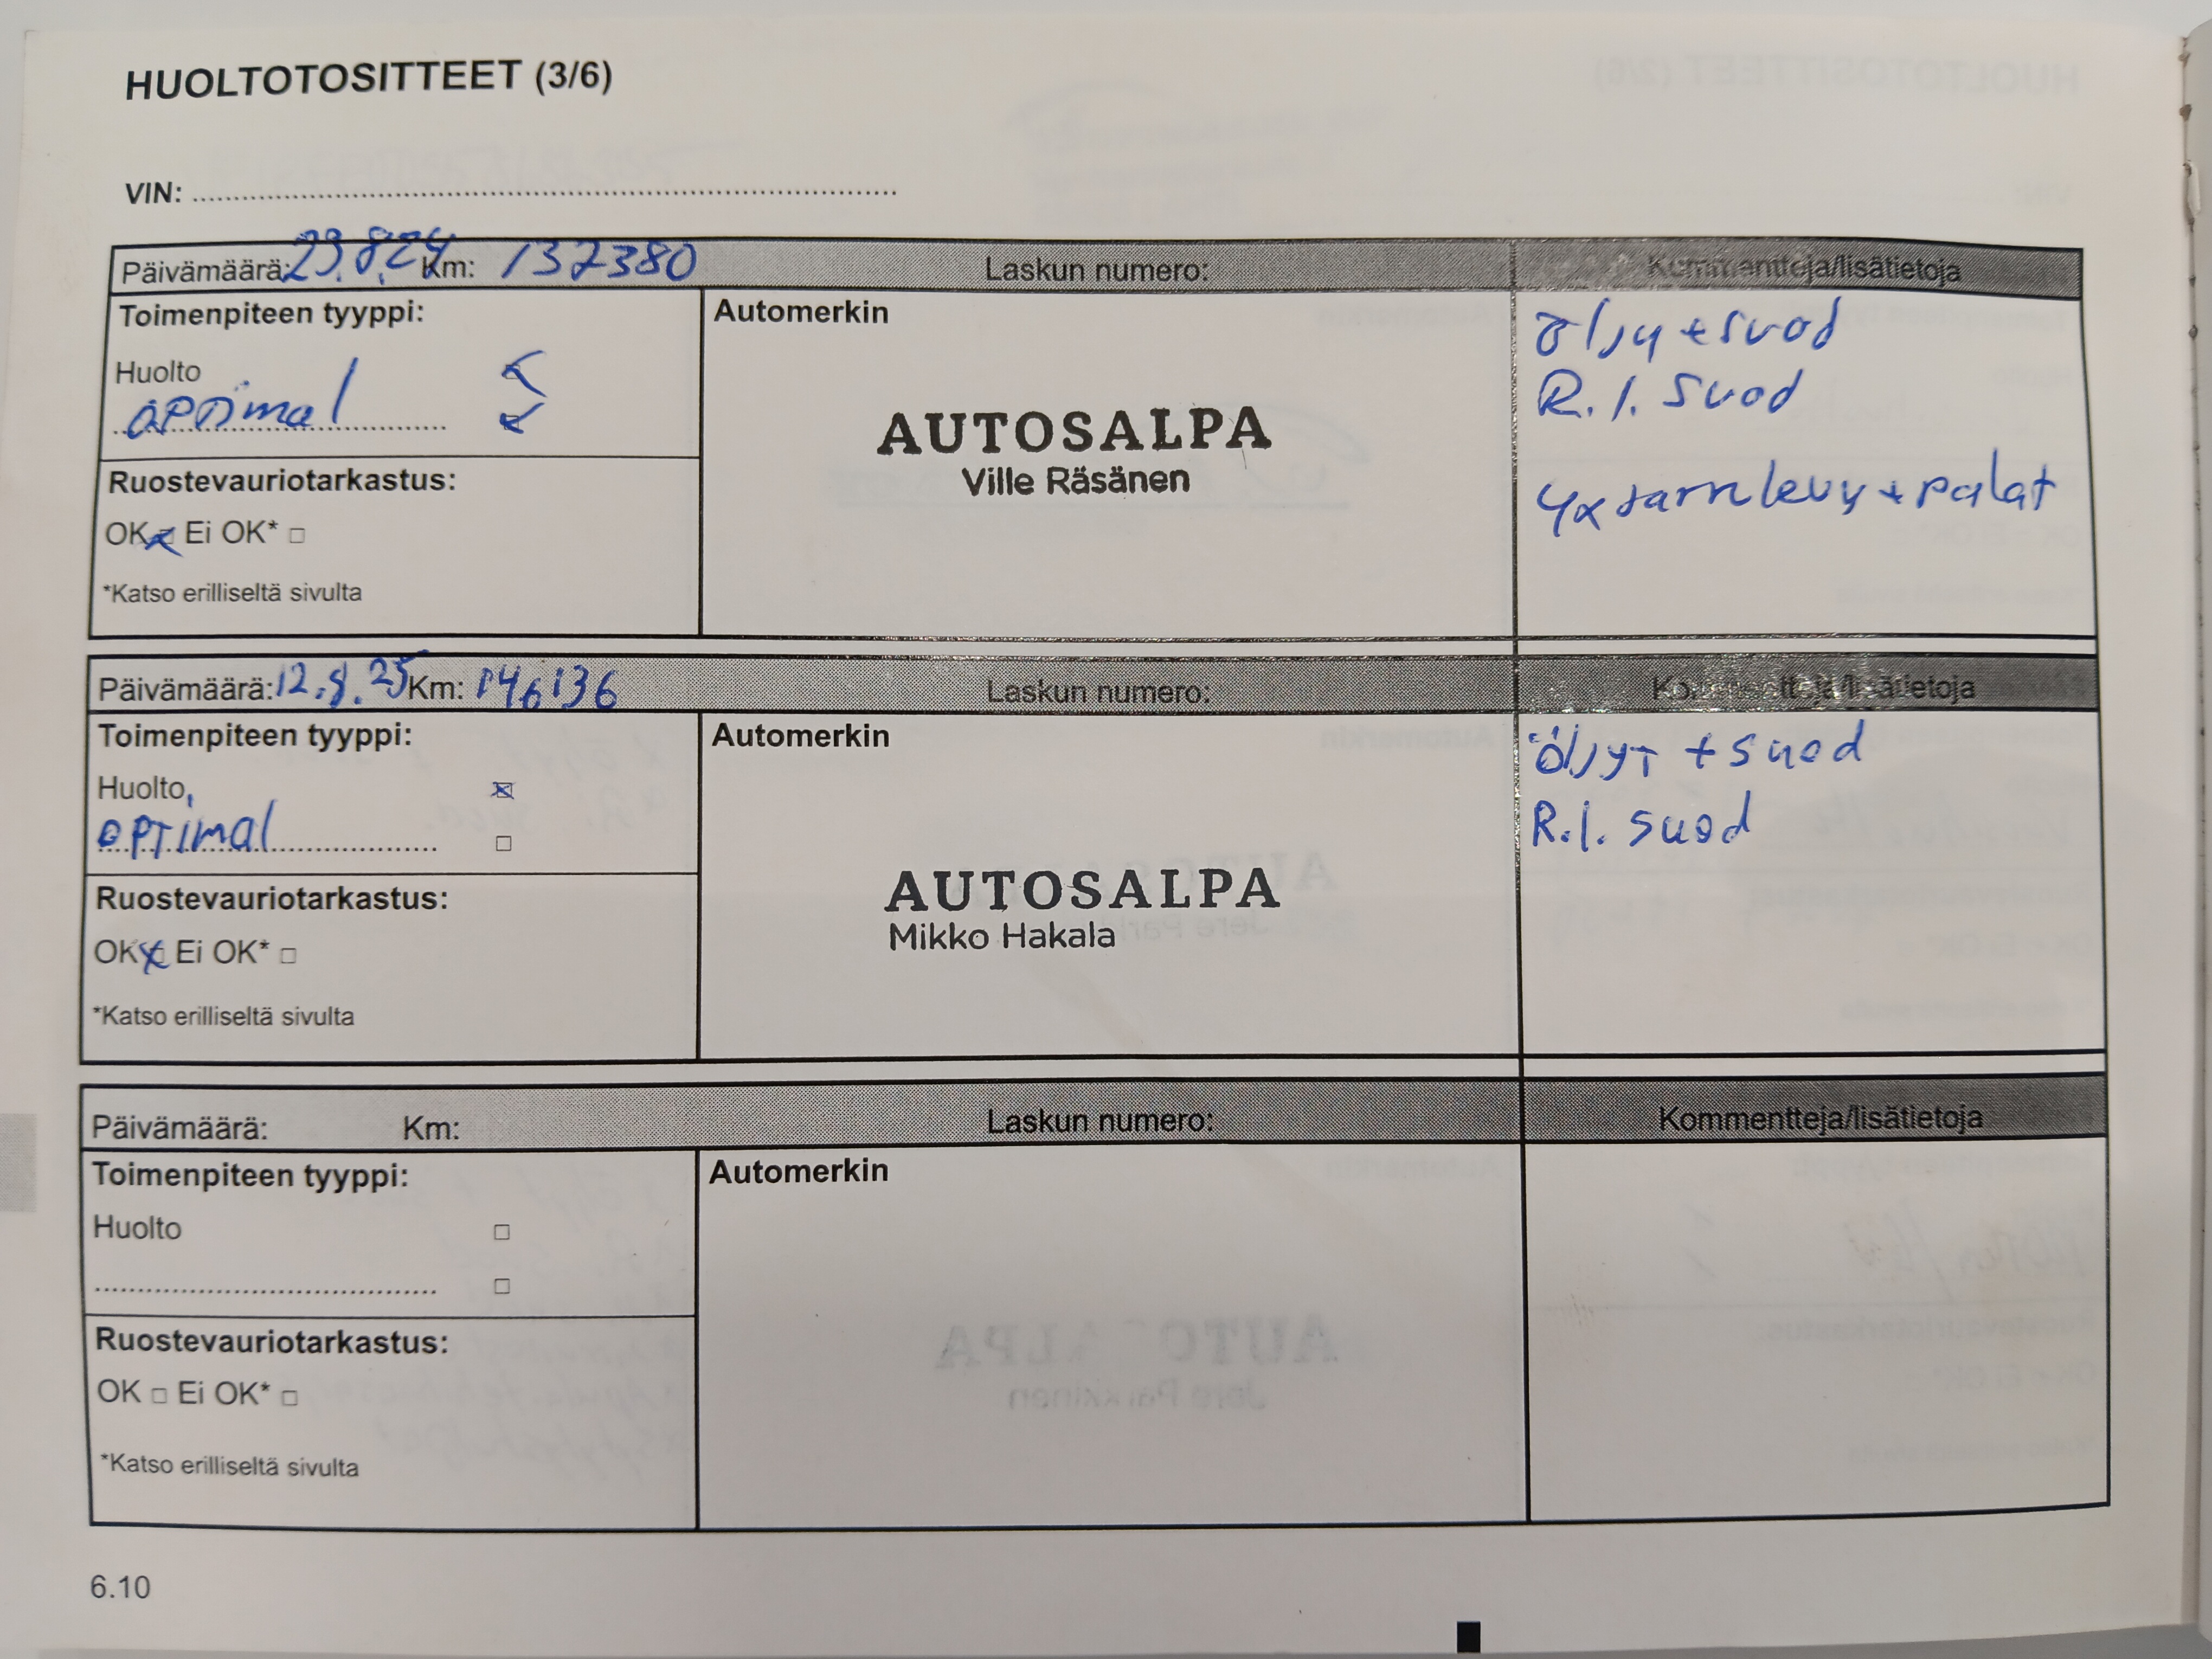 HUOLTOTOSITTEET (3/6)
VIN:
Päivämäärä: 23.8.24 Km: 132380 Laskun numero: Kommentteja/lisätietoja
Toimenpiteen tyyppi:
Huolto
optimal
Ruostevauriotarkastus:
OK Ei OK*
*Katso erilliseltä sivulta
Automerkin
AUTOSALPA
Ville Räsänen
öljy + suod
R.l. suod
4x jarrulevy + palat
Päivämäärä: 12.8.25 Km: 146136 Laskun numero: Kommentteja/lisätietoja
Toimenpiteen tyyppi:
Huolto
OPTimal
Ruostevauriotarkastus:
OK Ei OK*
*Katso erilliseltä sivulta
Automerkin
AUTOSALPA
Mikko Hakala
öljyT + suod
R.l. suod
Päivämäärä: Km: Laskun numero: Kommentteja/lisätietoja
Toimenpiteen tyyppi:
Huolto
Ruostevauriotarkastus:
OK Ei OK*
*Katso erilliseltä sivulta
Automerkin
6.10